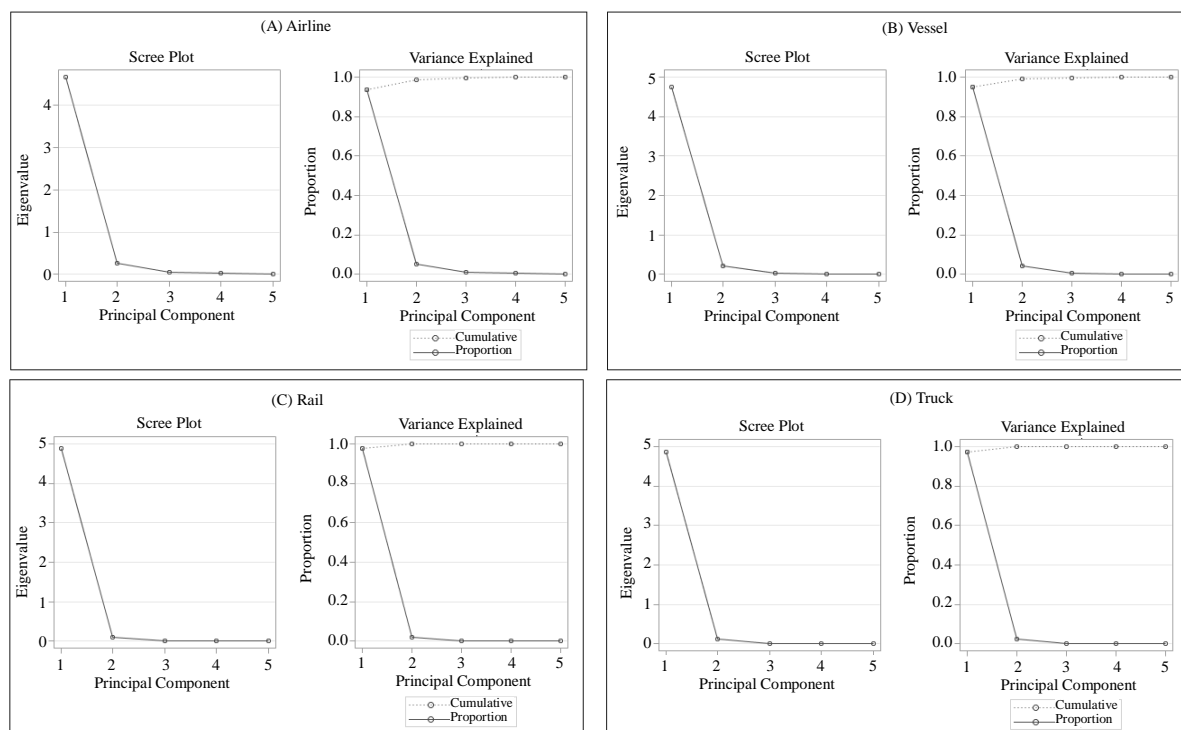 (A) Airline
Scree Plot
Eigenvalue
4
3
2
1
0
1 2 3 4 5
Principal Component
Variance Explained
Proportion
1.0
0.8
0.6
0.4
0.2
0.0
1 2 3 4 5
Principal Component
Cumulative
Proportion
(B) Vessel
Scree Plot
Eigenvalue
5
4
3
2
1
0
1 2 3 4 5
Principal Component
Variance Explained
Proportion
1.0
0.8
0.6
0.4
0.2
0.0
1 2 3 4 5
Principal Component
Cumulative
Proportion
(C) Rail
Scree Plot
Eigenvalue
5
4
3
2
1
0
1 2 3 4 5
Principal Component
Variance Explained
Proportion
1.0
0.8
0.6
0.4
0.2
0.0
1 2 3 4 5
Principal Component
Cumulative
Proportion
(D) Truck
Scree Plot
Eigenvalue
5
4
3
2
1
0
1 2 3 4 5
Principal Component
Variance Explained
Proportion
1.0
0.8
0.6
0.4
0.2
0.0
1 2 3 4 5
Principal Component
Cumulative
Proportion